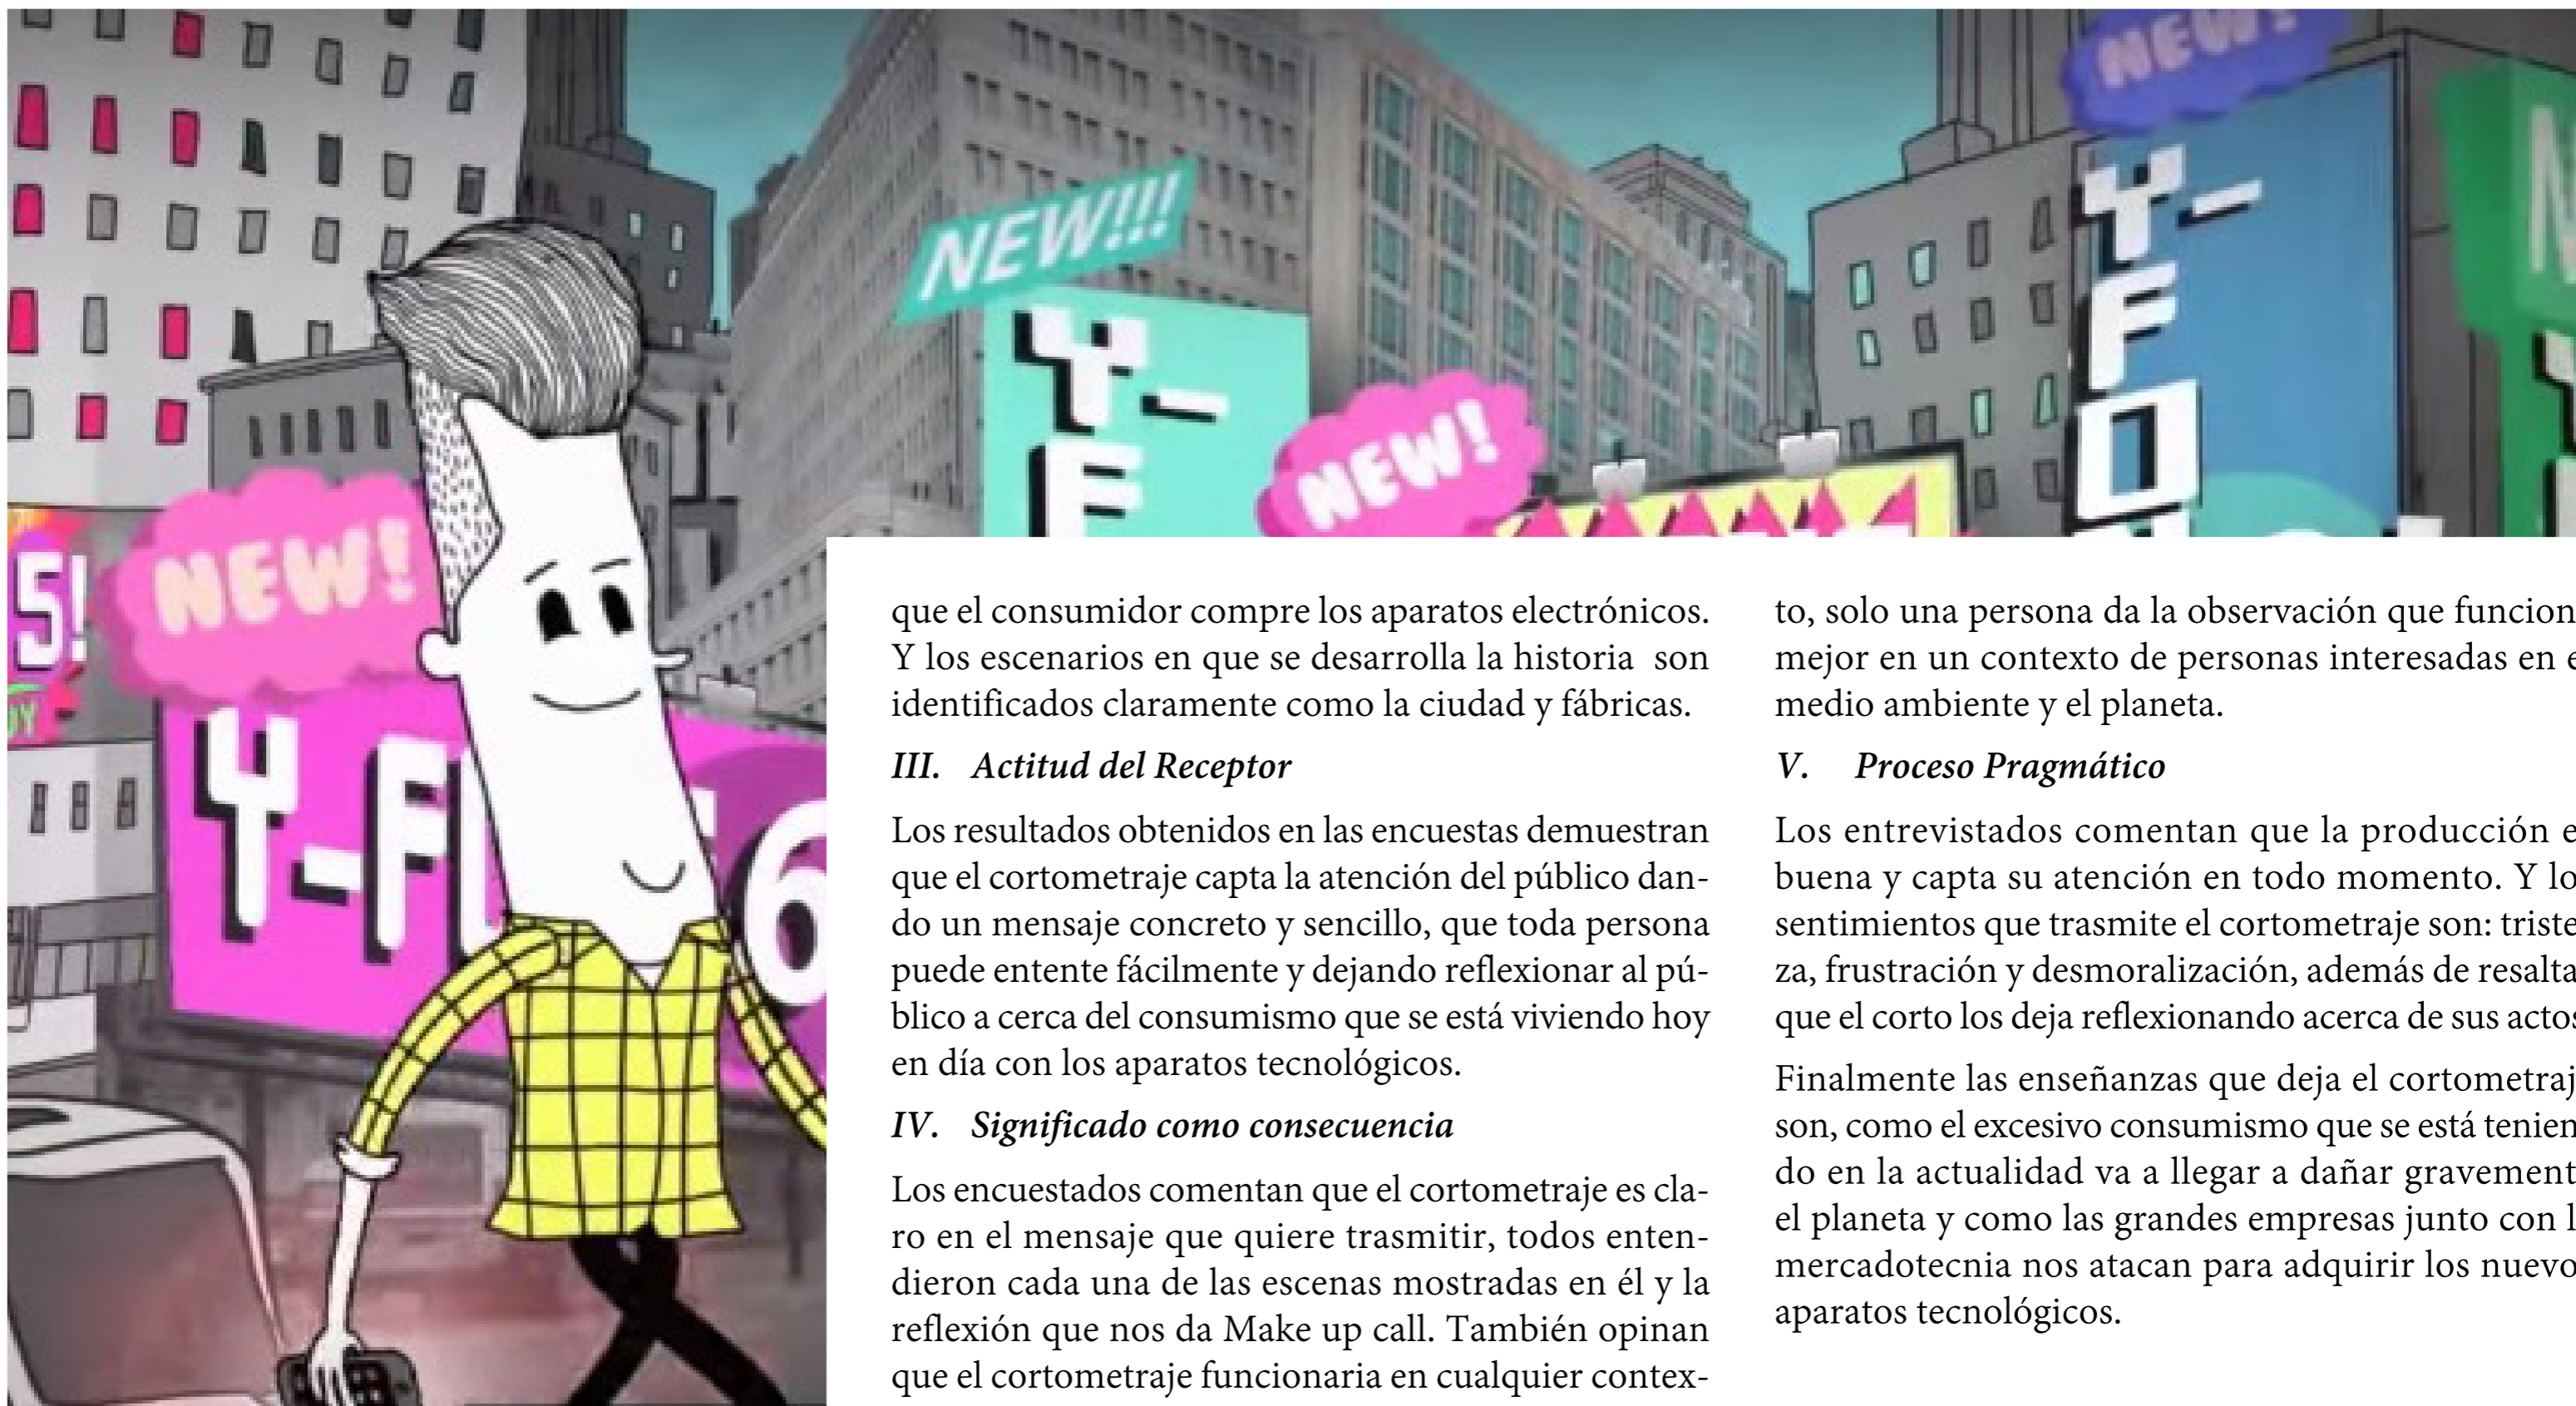 NEW!
NEW!!!
Y-
F
NEW!
Y-
F
O
NEW!
5!
Y-F
6
que el consumidor compre los aparatos electrónicos.
Y los escenarios en que se desarrolla la historia son
identificados claramente como la ciudad y fábricas.
III. Actitud del Receptor
Los resultados obtenidos en las encuestas demuestran
que el cortometraje capta la atención del público dan-
do un mensaje concreto y sencillo, que toda persona
puede entente fácilmente y dejando reflexionar al pú-
blico a cerca del consumismo que se está viviendo hoy
en día con los aparatos tecnológicos.
IV. Significado como consecuencia
Los encuestados comentan que el cortometraje es cla-
ro en el mensaje que quiere trasmitir, todos enten-
dieron cada una de las escenas mostradas en él y la
reflexión que nos da Make up call. También opinan
que el cortometraje funcionaria en cualquier contex-
to, solo una persona da la observación que funcion
mejor en un contexto de personas interesadas en e
medio ambiente y el planeta.
V. Proceso Pragmático
Los entrevistados comentan que la producción e
buena y capta su atención en todo momento. Y lo
sentimientos que trasmite el cortometraje son: triste
za, frustración y desmoralización, además de resalta
que el corto los deja reflexionando acerca de sus actos
Finalmente las enseñanzas que deja el cortometraj
son, como el excesivo consumismo que se está tenien
do en la actualidad va a llegar a dañar gravement
el planeta y como las grandes empresas junto con l
mercadotecnia nos atacan para adquirir los nuevo
aparatos tecnológicos.